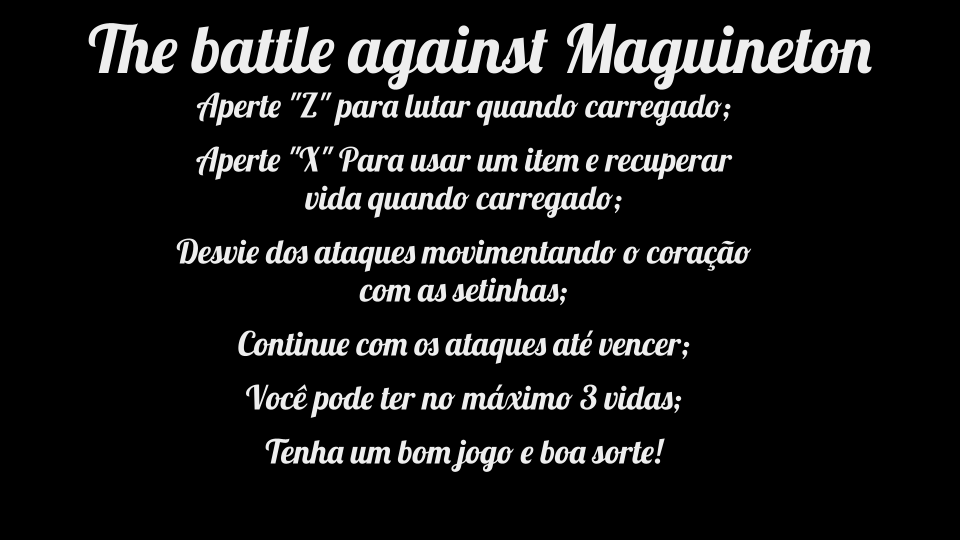 The battle against Maguineton
Aperte "Z" para lutar quando carregado;
Aperte "X" Para usar um item e recuperar
vida quando carregado;
Desvie dos ataques movimentando o coração
com as setinhas;
Continue com os ataques até vencer;
Você pode ter no máximo 3 vidas;
Tenha um bom jogo e boa sorte!